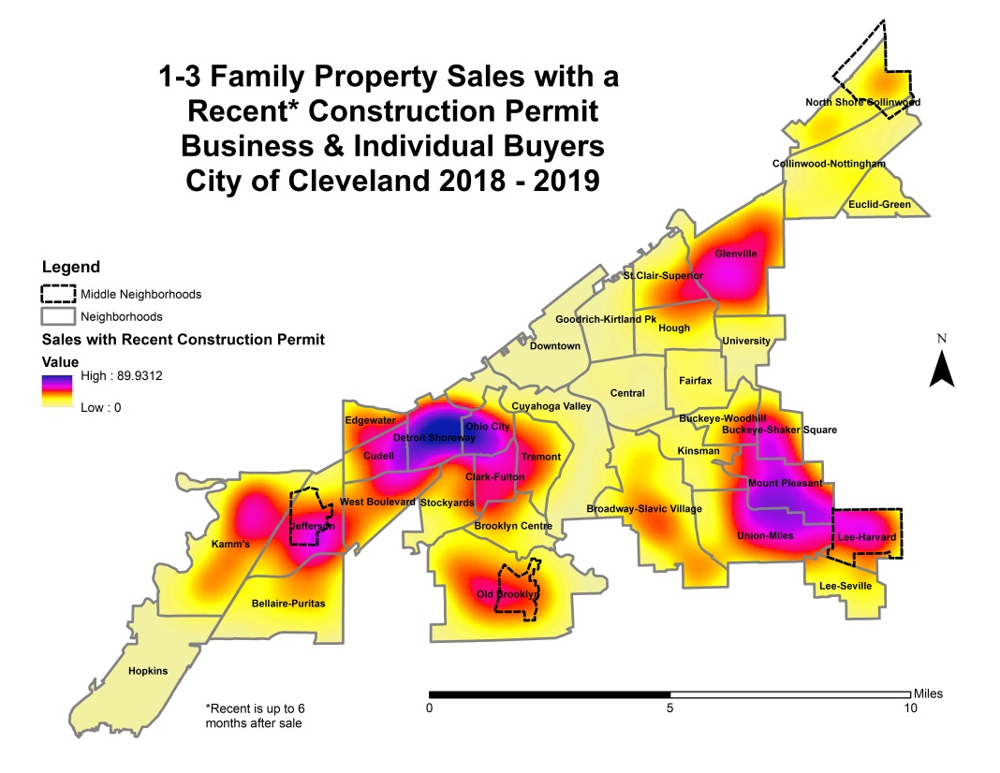 1-3 Family Property Sales with a
Recent* Construction Permit
Business & Individual Buyers
City of Cleveland 2018 - 2019
North Shore Collinwood
Collinwood-Nottingham
Euclid-Green
Glenville
St.Clair-Superior
Legend
Middle Neighborhoods
Neighborhoods
Sales with Recent Construction Permit
Value
High : 89.9312
Low : 0
Goodrich-Kirtland Pk
Hough
University
Downtown
N
Fairfax
Central
Cuyahoga Valley
Edgewater
Ohio City
Detroit Shoreway
Buckeye-Woodhill
Buckeye-Shaker Square
Cudell
Tremont
Kinsman
Clark-Fulton
Mount Pleasant
West Boulevard
Stockyards
Broadway-Slavic Village
Jefferson
Brooklyn Centre
Kamm's
Union-Miles
Lee-Harvard
Old Brooklyn
Lee-Seville
Bellaire-Puritas
Hopkins
*Recent is up to 6
months after sale
Miles
0 5 10